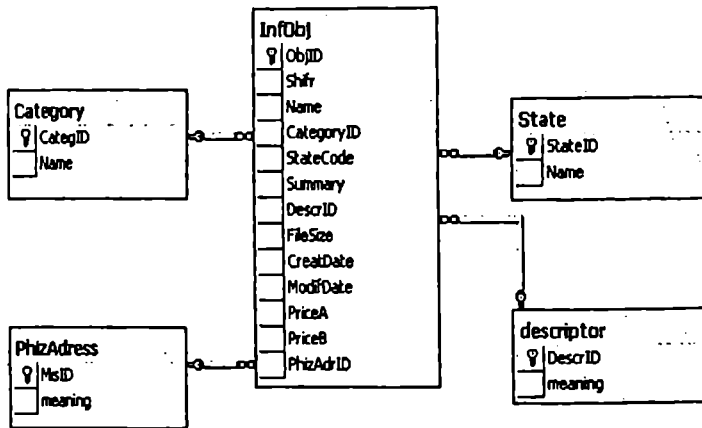 InfObj
ObjID
Shifr
Name
CategoryID
StateCode
Summary
DescrID
FileSize
CreatDate
ModifDate
PriceA
PriceB
PhizAdrID
Category
CategID
Name
PhizAdress
MsID
meaning
State
StateID
Name
descriptor
DescrID
meaning